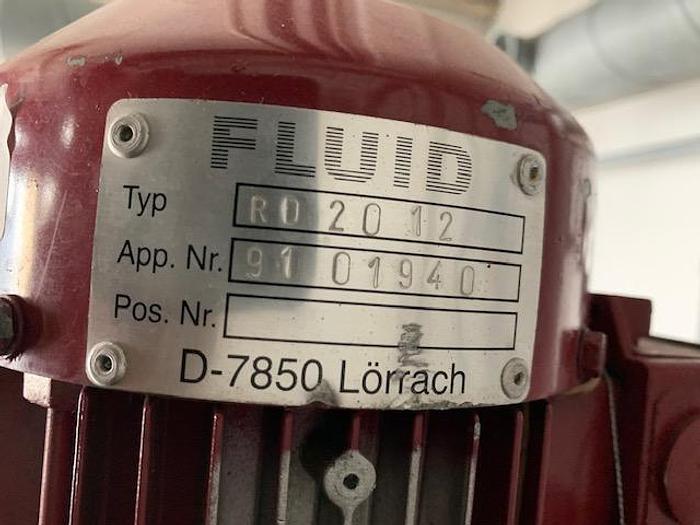 FLUID
Typ RO 20 12
App. Nr. 91 01940
Pos. Nr.
D-7850 Lörrach